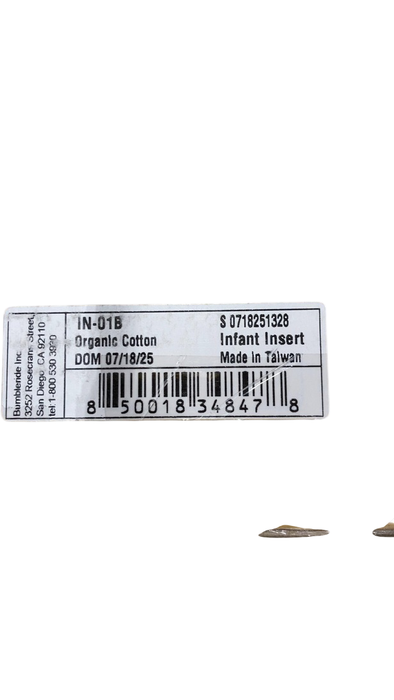 Bumbleride Inc.
3252 Rosecrans Street,
San Diego, CA 92110
tel 1-800 530 3930
IN-01B
S 0718251328
Organic Cotton
Infant Insert
DOM 07/18/25
Made in Taiwan
8 50018 34847 8